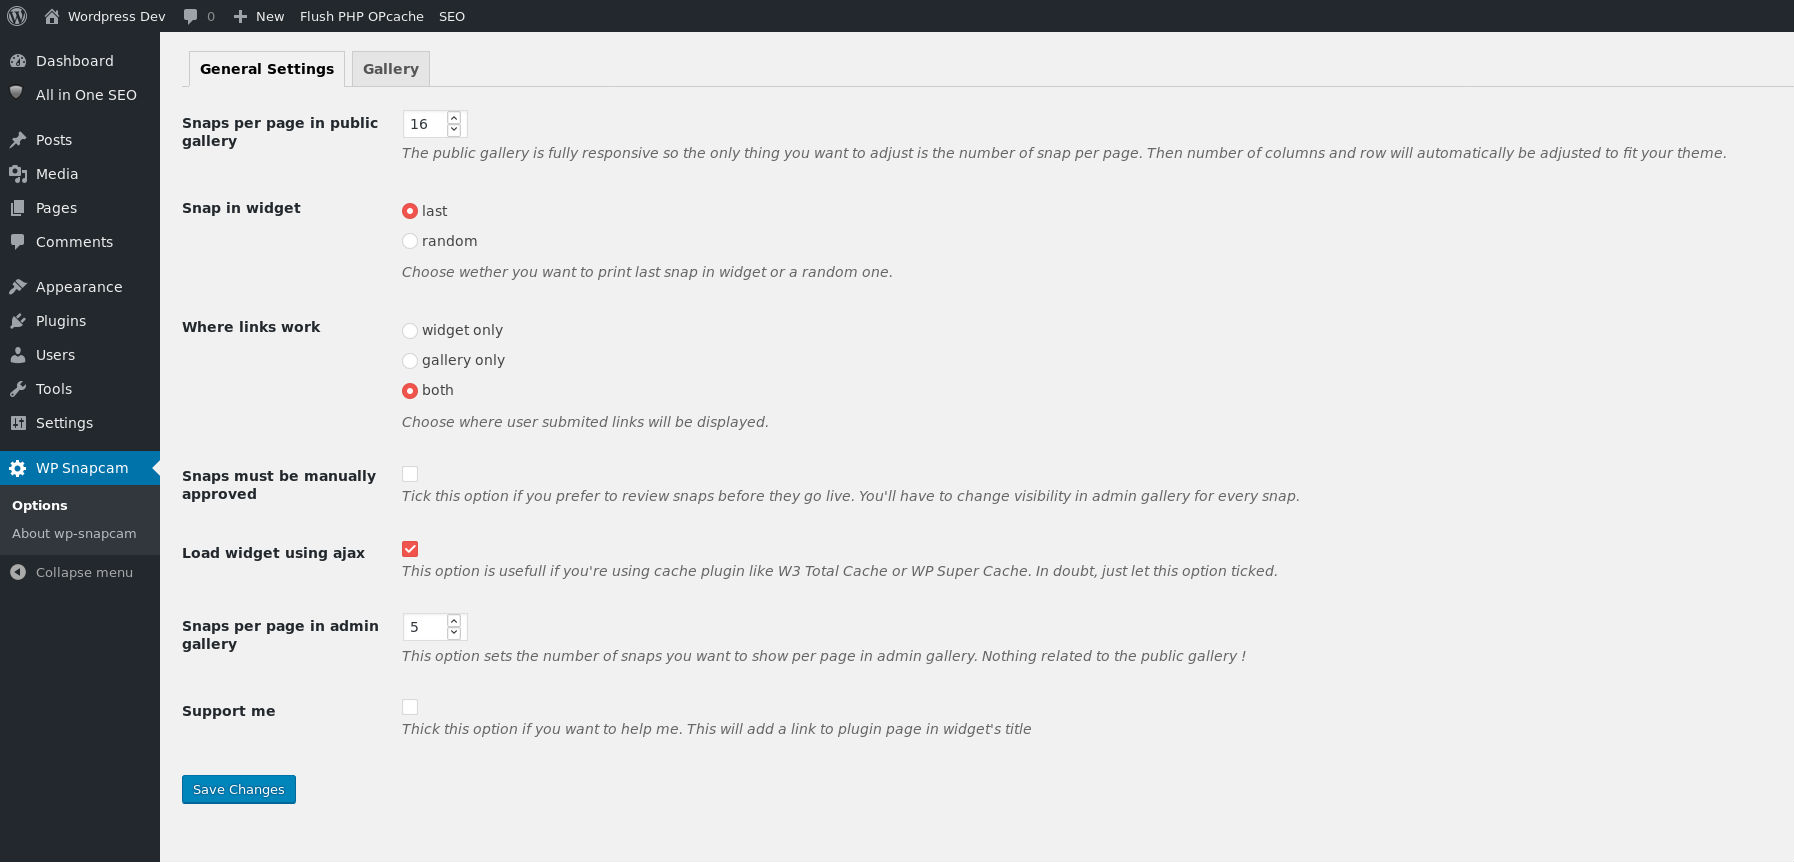 Wordpress Dev 0 New Flush PHP OPcache SEO
Dashboard
All in One SEO
Posts
Media
Pages
Comments
Appearance
Plugins
Users
Tools
Settings
WP Snapcam
Options
About wp-snapcam
Collapse menu
General Settings Gallery
Snaps per page in public
gallery
16
The public gallery is fully responsive so the only thing you want to adjust is the number of snap per page. Then number of columns and row will automatically be adjusted to fit your theme.
Snap in widget
last
random
Choose wether you want to print last snap in widget or a random one.
Where links work
widget only
gallery only
both
Choose where user submited links will be displayed.
Snaps must be manually
approved
Tick this option if you prefer to review snaps before they go live. You'll have to change visibility in admin gallery for every snap.
Load widget using ajax
This option is usefull if you're using cache plugin like W3 Total Cache or WP Super Cache. In doubt, just let this option ticked.
Snaps per page in admin
gallery
5
This option sets the number of snaps you want to show per page in admin gallery. Nothing related to the public gallery !
Support me
Thick this option if you want to help me. This will add a link to plugin page in widget's title
Save Changes